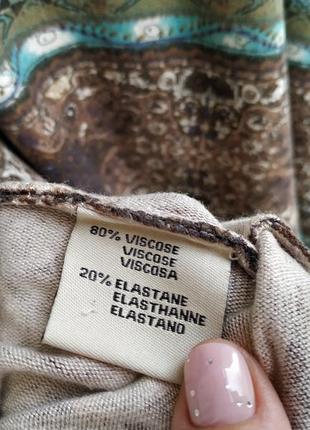 80% VISCOSE
VISCOSE
VISCOSA
20% ELASTANE
ELASTHANNE
ELASTANO